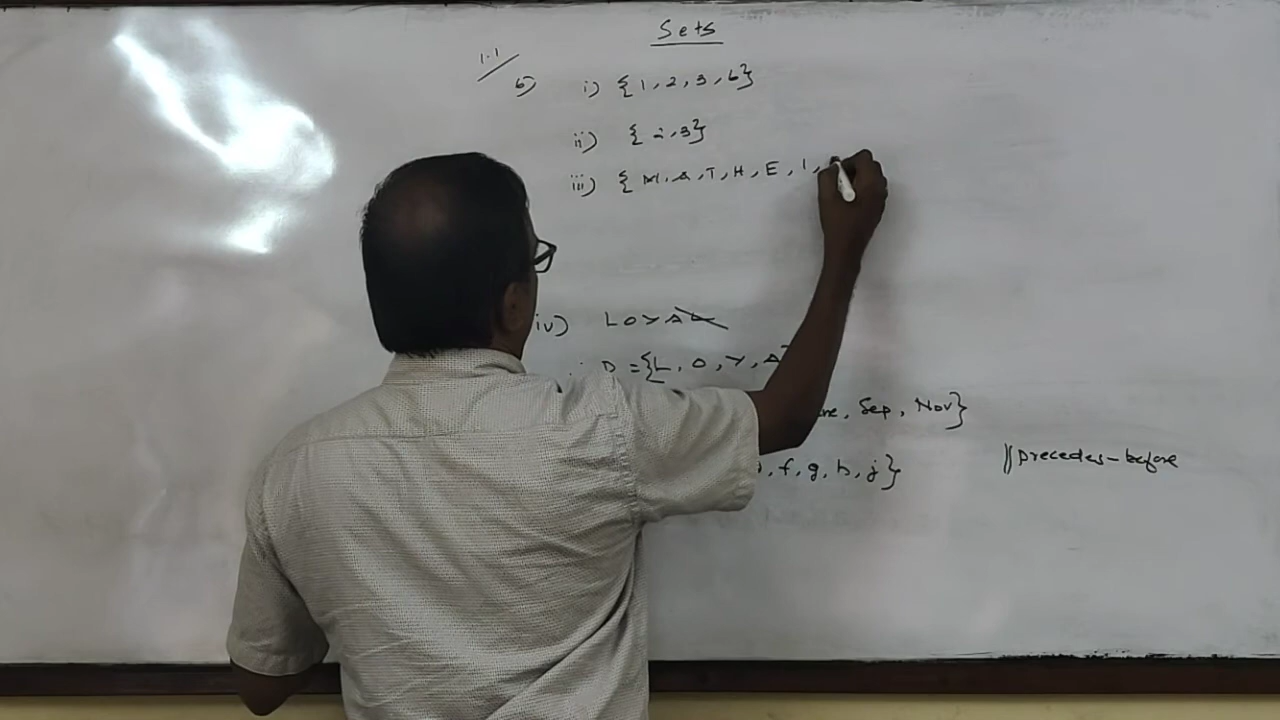 Sets
1.1
5) i) {1, 2, 3, 6}
ii) {2, 3}
iii) {M, A, T, H, E, I,
iv) LOYAL
∴ D = {L, O, Y, A
ne, Sep, Nov}
, f, g, h, j}
precedes - before